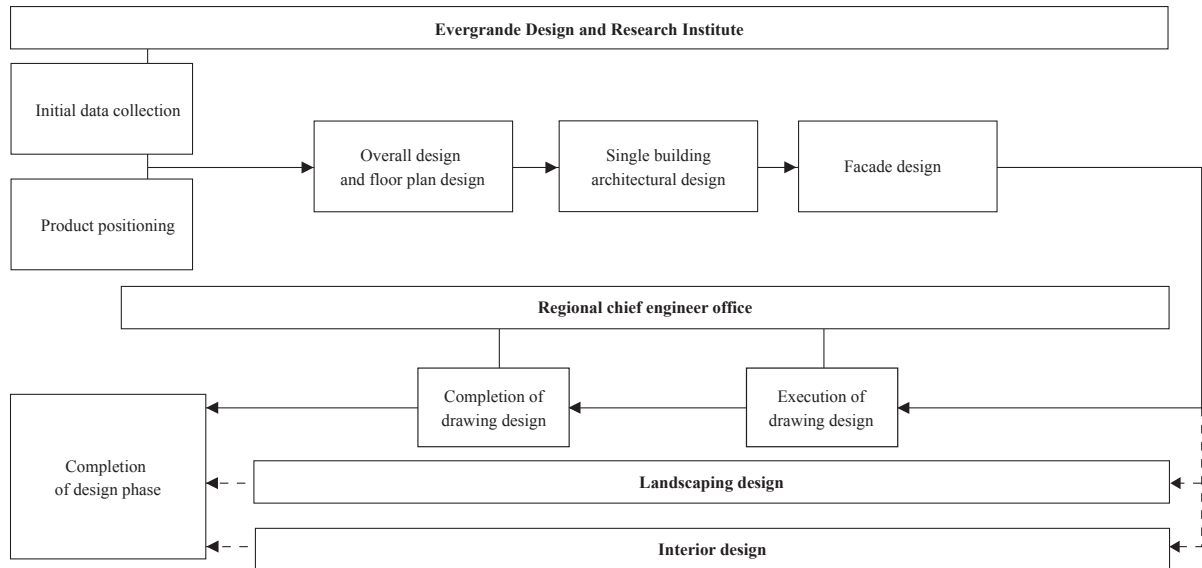 Evergrande Design and Research Institute
Initial data collection
Product positioning
Overall design
and floor plan design
Single building
architectural design
Facade design
Regional chief engineer office
Completion of
drawing design
Execution of
drawing design
Completion
of design phase
Landscaping design
Interior design